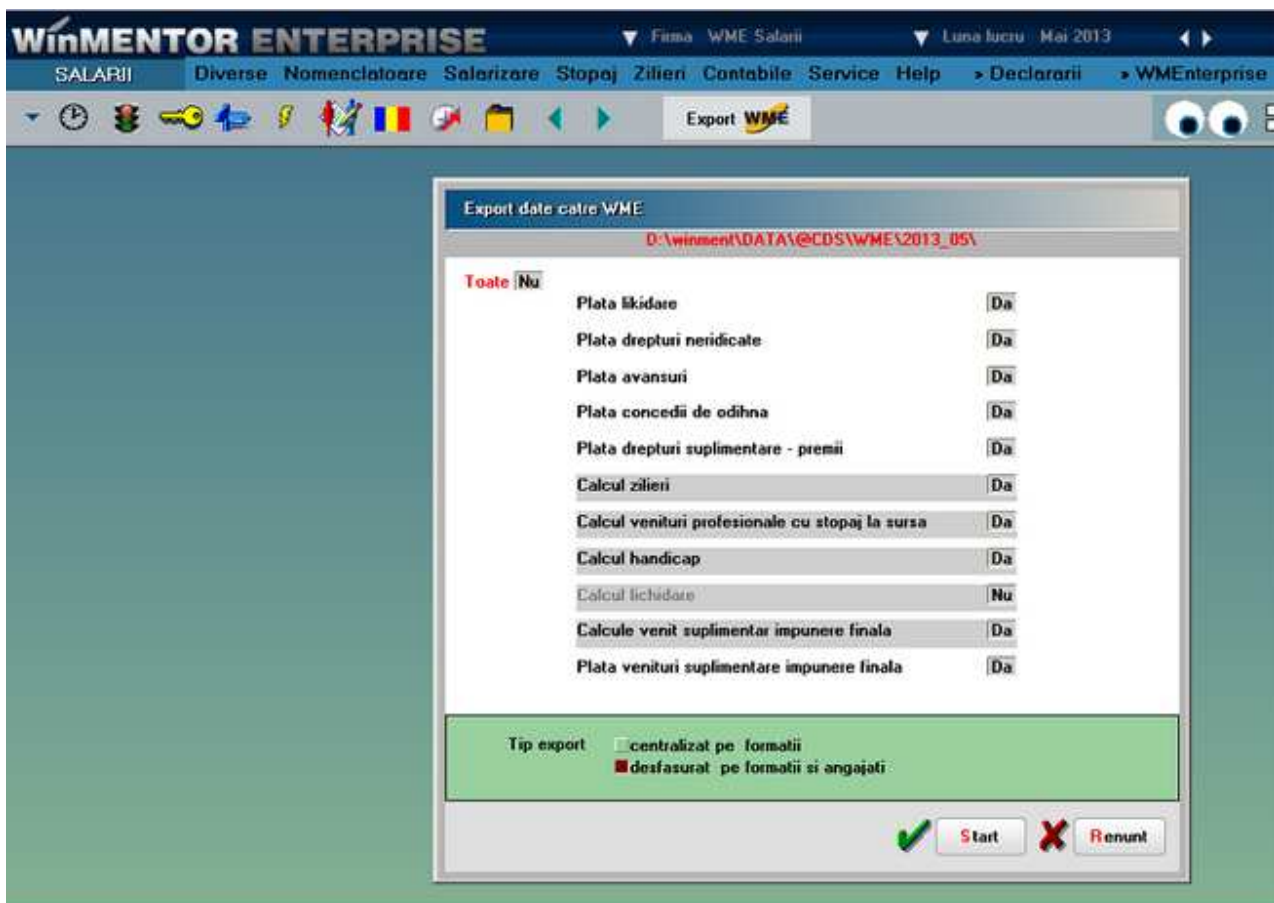 WinMENTOR ENTERPRISE Firma WME Salarii Luna lucru Mai 2013
SALARII Diverse Nomenclatoare Salarizare Stopaj Zilieri Contabile Service Help » Declararii » WMEnterprise
Export WME
Export date catre WME
D:\winment\DATA\@CDS\WME\2013_05\
Toate Nu
Plata likidare Da
Plata drepturi neridicate Da
Plata avansuri Da
Plata concedii de odihna Da
Plata drepturi suplimentare - premii Da
Calcul zilieri Da
Calcul venituri profesionale cu stopaj la sursa Da
Calcul handicap Da
Calcul lichidare Nu
Calcule venit suplimentar impunere finala Da
Plata venituri suplimentare impunere finala Da
Tip export centralizat pe formatii
desfasurat pe formatii si angajati
Start Renunt